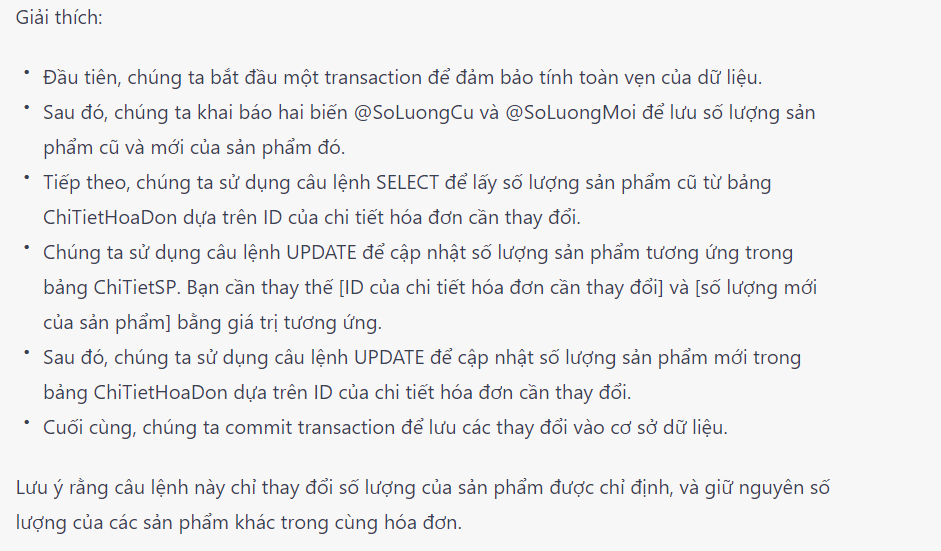 Giải thích:
• Đầu tiên, chúng ta bắt đầu một transaction để đảm bảo tính toàn vẹn của dữ liệu.
• Sau đó, chúng ta khai báo hai biến @SoLuongCu và @SoLuongMoi để lưu số lượng sản
phẩm cũ và mới của sản phẩm đó.
• Tiếp theo, chúng ta sử dụng câu lệnh SELECT để lấy số lượng sản phẩm cũ từ bảng
ChiTietHoaDon dựa trên ID của chi tiết hóa đơn cần thay đổi.
• Chúng ta sử dụng câu lệnh UPDATE để cập nhật số lượng sản phẩm tương ứng trong
bảng ChiTietSP. Bạn cần thay thế [ID của chi tiết hóa đơn cần thay đổi] và [số lượng mới
của sản phẩm] bằng giá trị tương ứng.
• Sau đó, chúng ta sử dụng câu lệnh UPDATE để cập nhật số lượng sản phẩm mới trong
bảng ChiTietHoaDon dựa trên ID của chi tiết hóa đơn cần thay đổi.
• Cuối cùng, chúng ta commit transaction để lưu các thay đổi vào cơ sở dữ liệu.
Lưu ý rằng câu lệnh này chỉ thay đổi số lượng của sản phẩm được chỉ định, và giữ nguyên số
lượng của các sản phẩm khác trong cùng hóa đơn.